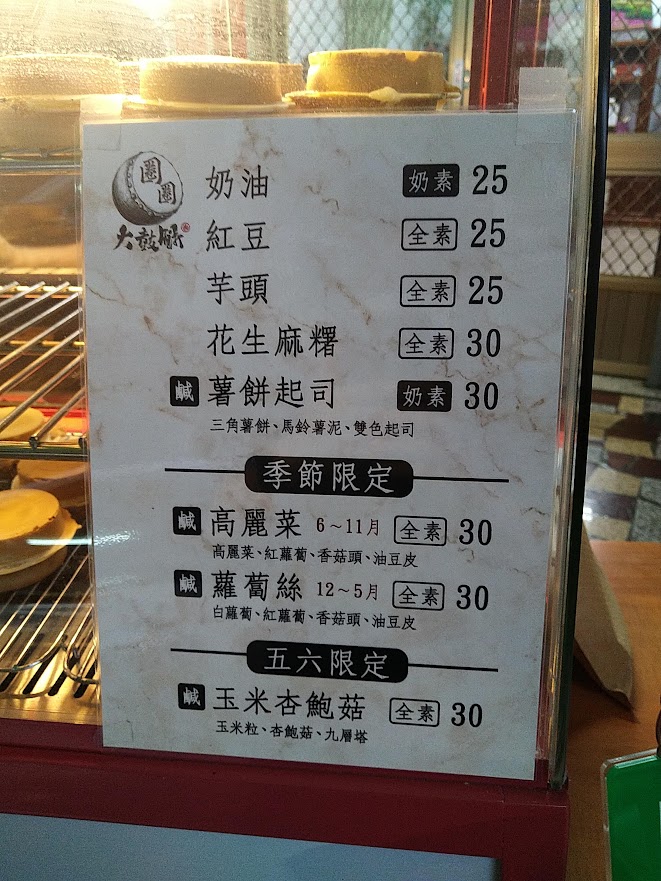 圈圈
大鼓酥
奶油 奶素 25
紅豆 全素 25
芋頭 全素 25
花生麻糬 全素 30
鹹 薯餅起司 奶素 30
三角薯餅、馬鈴薯泥、雙色起司
季節限定
鹹 高麗菜 6～11月 全素 30
高麗菜、紅蘿蔔、香菇頭、油豆皮
鹹 蘿蔔絲 12～5月 全素 30
白蘿蔔、紅蘿蔔、香菇頭、油豆皮
五六限定
鹹 玉米杏鮑菇 全素 30
玉米粒、杏鮑菇、九層塔